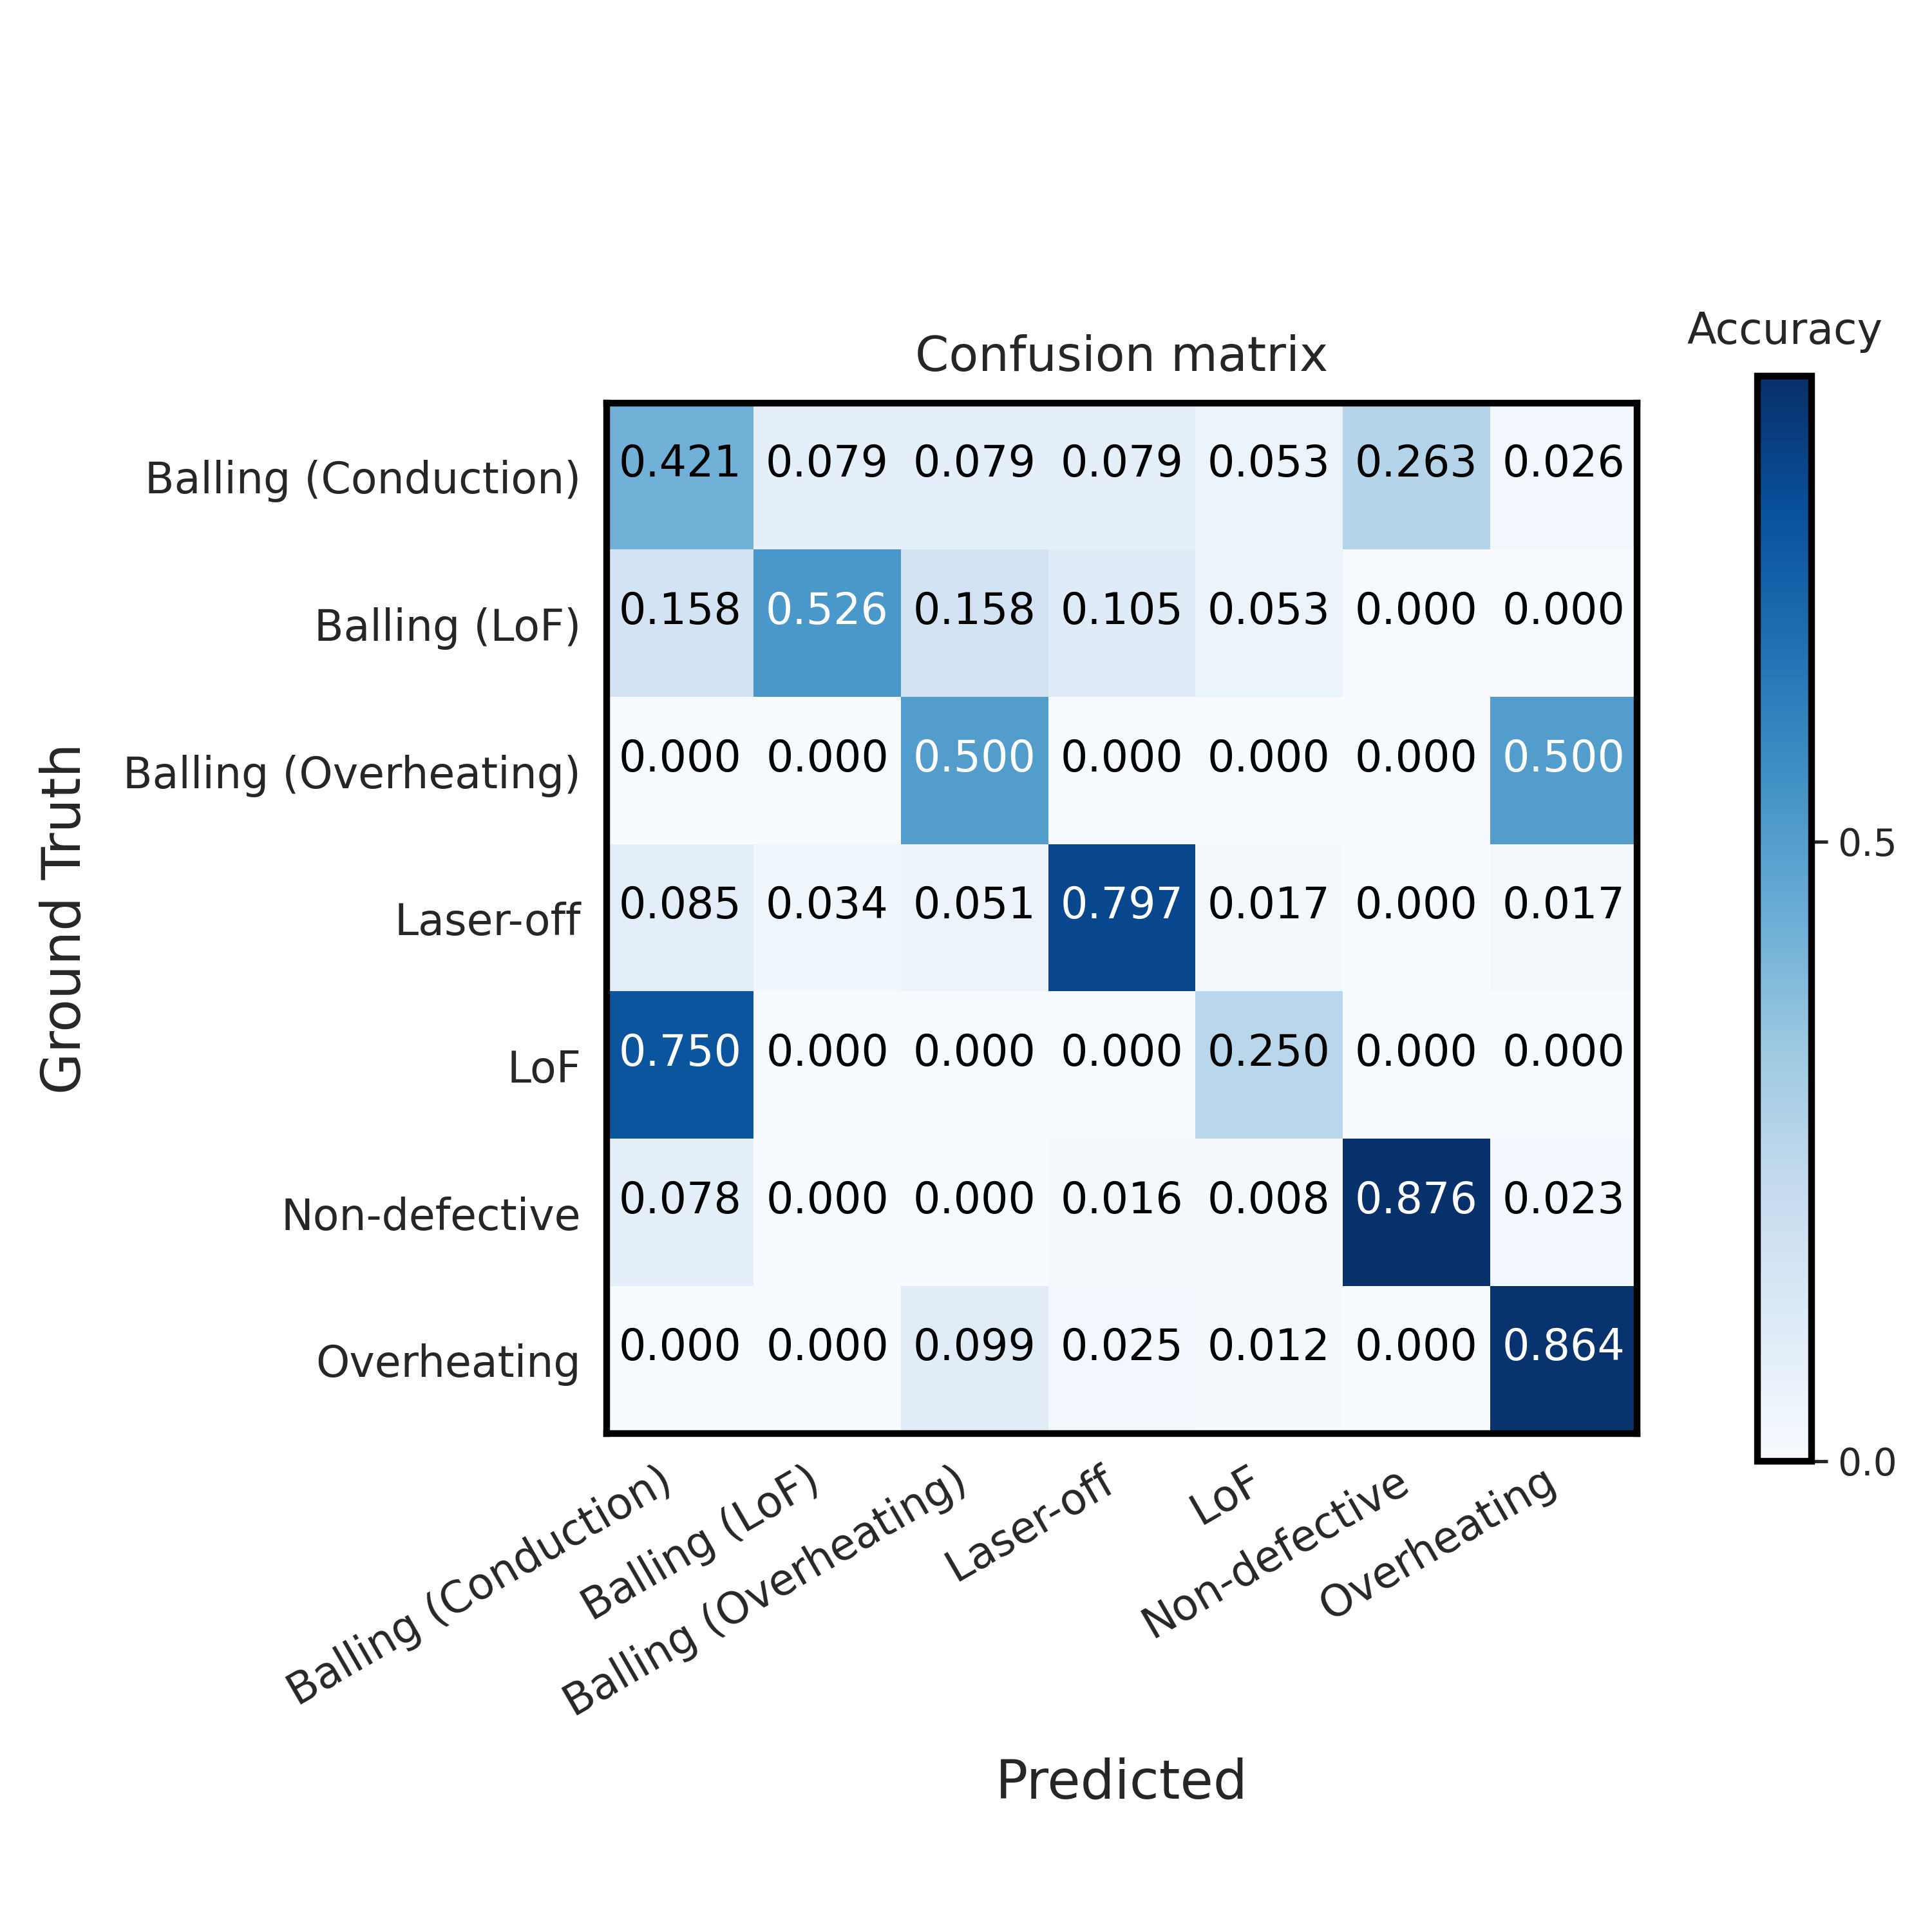 Accuracy
Confusion matrix
Balling (Conduction) 0.421 0.079 0.079 0.079 0.053 0.263 0.026
Balling (LoF) 0.158 0.526 0.158 0.105 0.053 0.000 0.000
Balling (Overheating) 0.000 0.000 0.500 0.000 0.000 0.000 0.500
0.5
Laser-off 0.085 0.034 0.051 0.797 0.017 0.000 0.017
Ground Truth
LoF 0.750 0.000 0.000 0.000 0.250 0.000 0.000
Non-defective 0.078 0.000 0.000 0.016 0.008 0.876 0.023
Overheating 0.000 0.000 0.099 0.025 0.012 0.000 0.864
0.0
Balling (Conduction)
Balling (LoF)
Balling (Overheating)
Laser-off
LoF
Non-defective
Overheating
Predicted